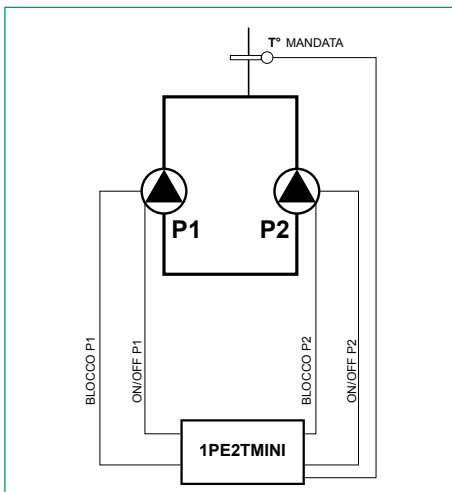 T° MANDATA
P1
P2
BLOCCO P1
ON/OFF P1
BLOCCO P2
ON/OFF P2
1PE2TMINI